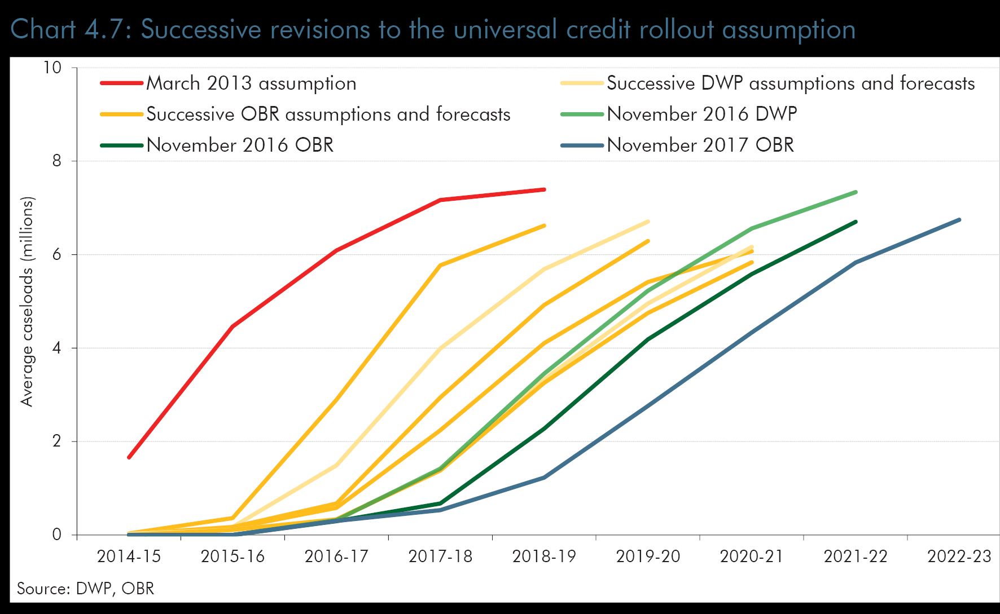 Chart 4.7: Successive revisions to the universal credit rollout assumption
10
March 2013 assumption
Successive DWP assumptions and forecasts
Successive OBR assumptions and forecasts
November 2016 DWP
November 2016 OBR
November 2017 OBR
8
6
4
2
0
Average caseloads (millions)
2014-15 2015-16 2016-17 2017-18 2018-19 2019-20 2020-21 2021-22 2022-23
Source: DWP, OBR